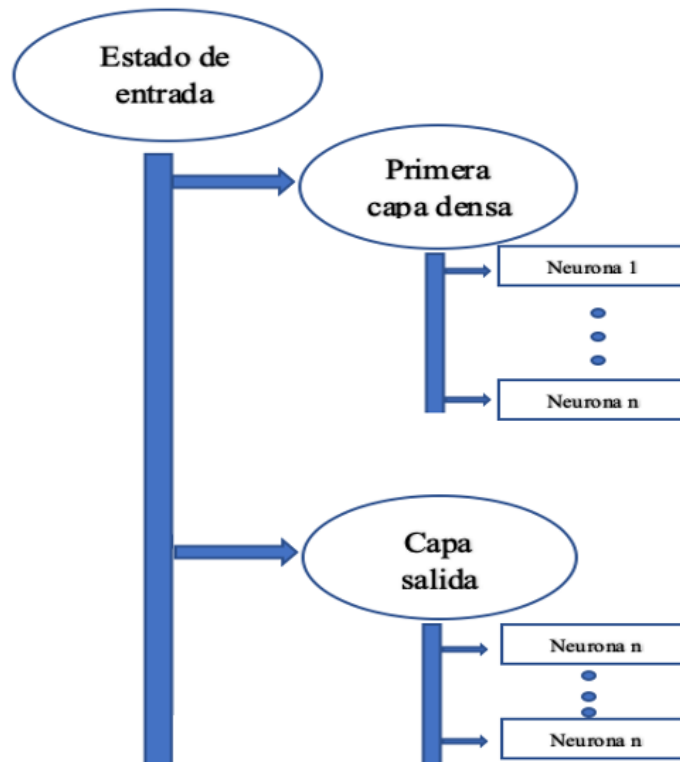 Estado de
entrada
Primera
capa densa
Neurona 1
Neurona n
Capa
salida
Neurona n
Neurona n